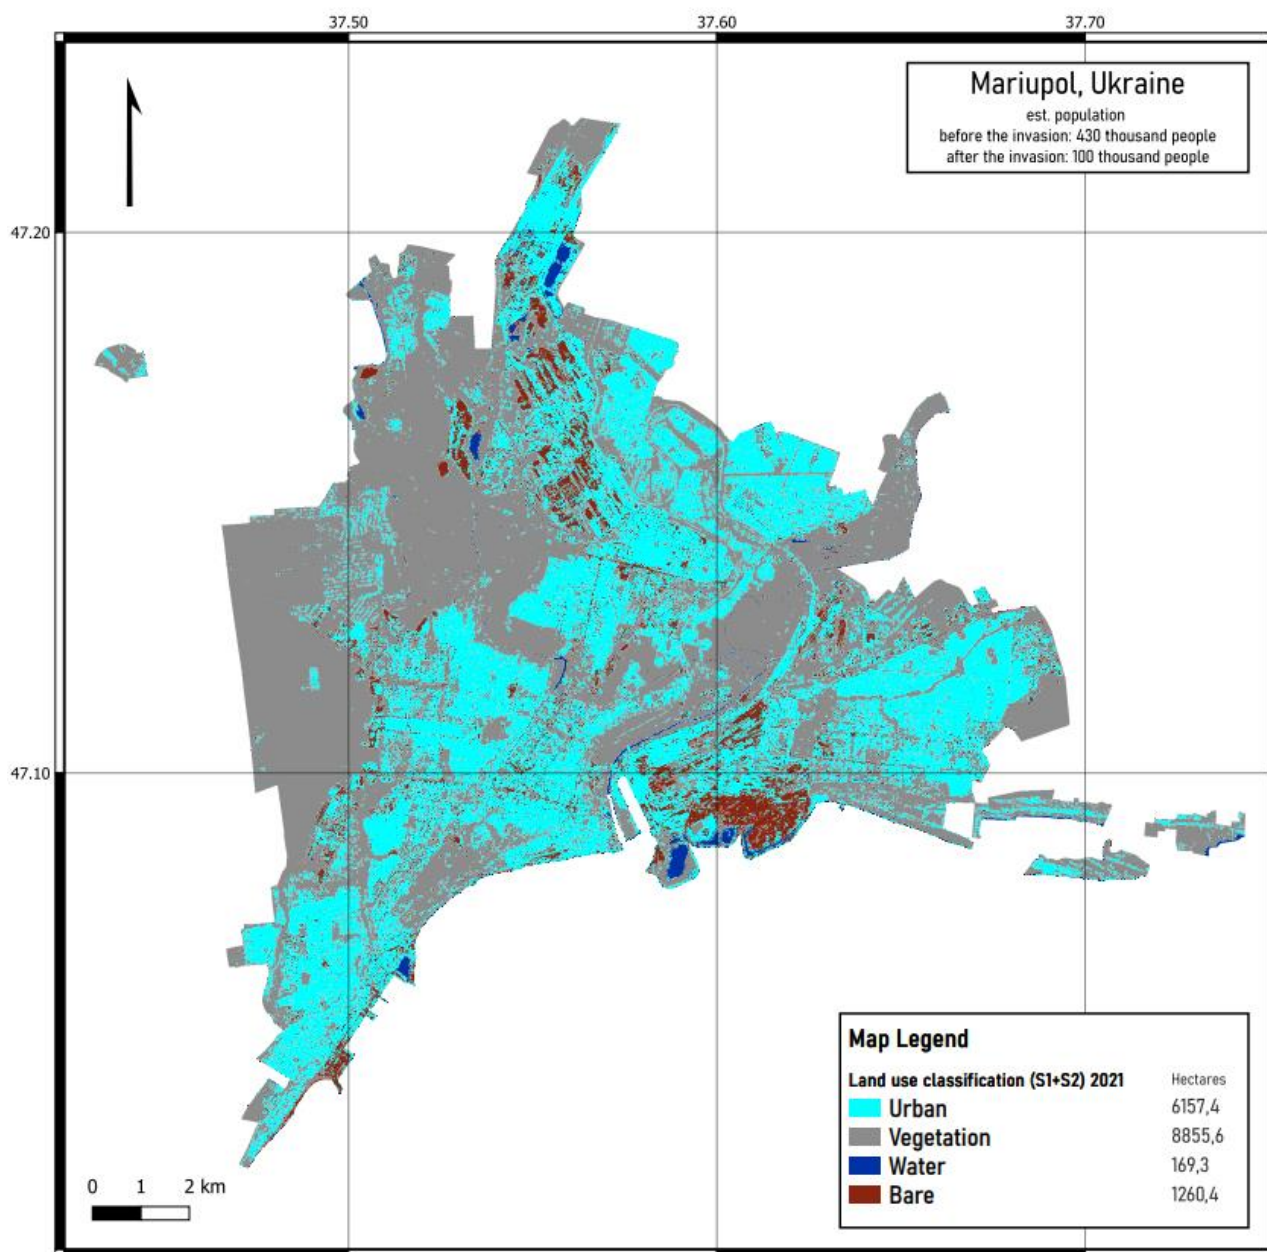 37.50 37.60 37.70
Mariupol, Ukraine
est. population
before the invasion: 430 thousand people
after the invasion: 100 thousand people
47.20
47.10
Map Legend
Land use classification (S1+S2) 2021 Hectares
Urban 6157,4
Vegetation 8855,6
Water 169,3
Bare 1260,4
0 1 2 km